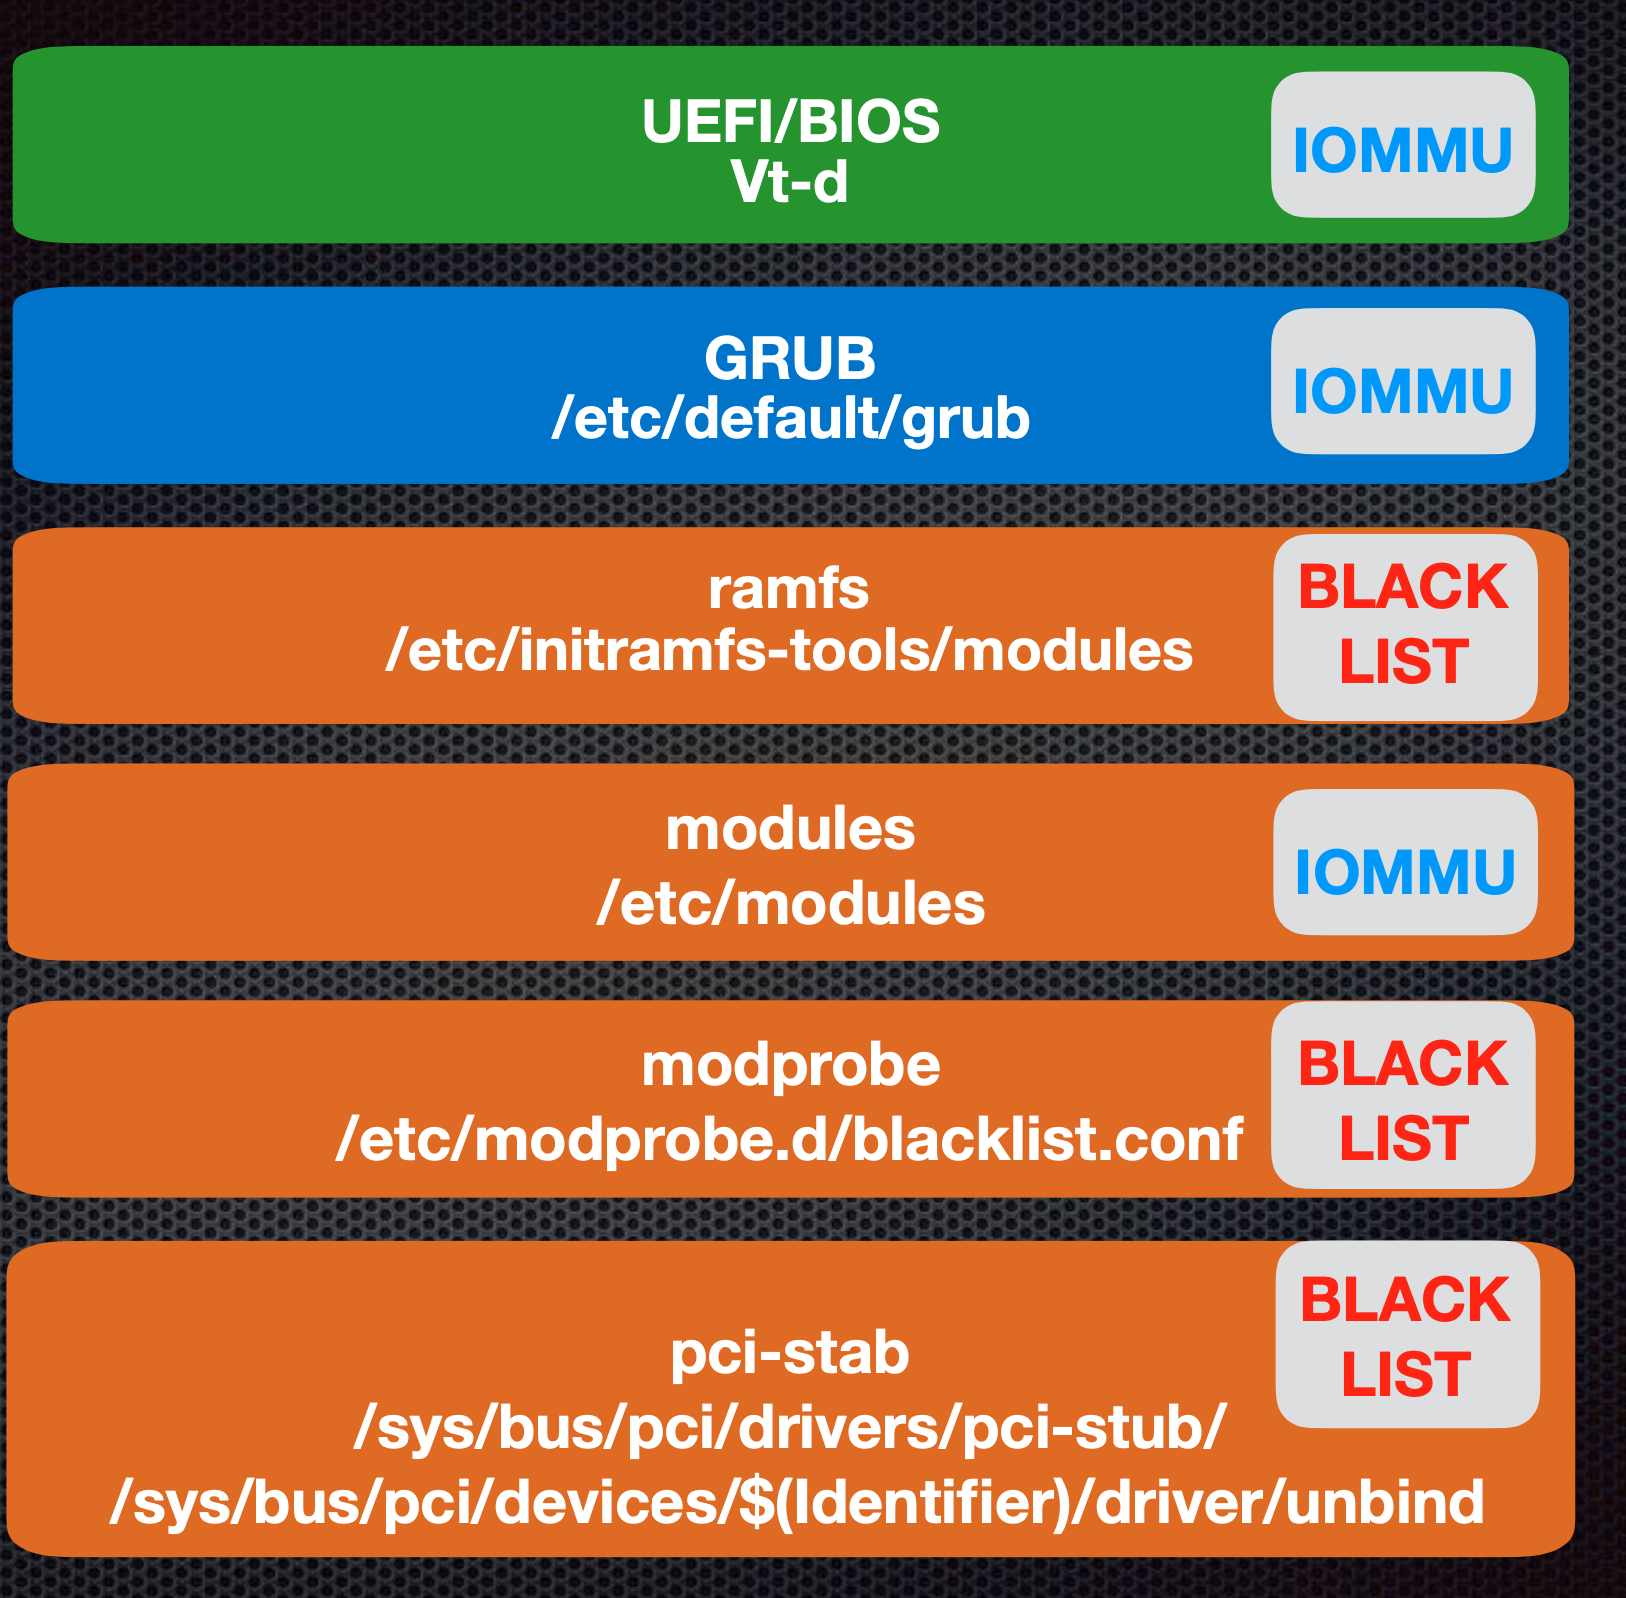 UEFI/BIOS
Vt-d
IOMMU
GRUB
/etc/default/grub
IOMMU
ramfs
/etc/initramfs-tools/modules
BLACK
LIST
modules
/etc/modules
IOMMU
modprobe
/etc/modprobe.d/blacklist.conf
BLACK
LIST
pci-stab
/sys/bus/pci/drivers/pci-stub/
/sys/bus/pci/devices/$(Identifier)/driver/unbind
BLACK
LIST